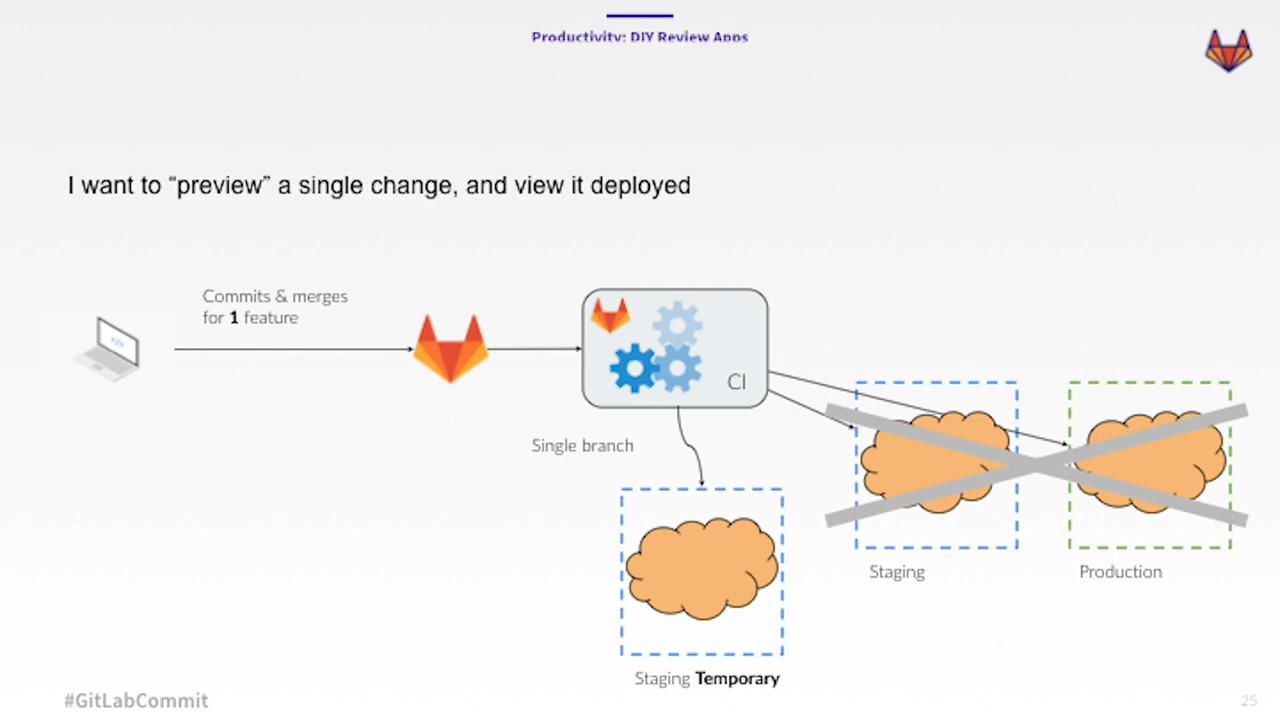 Productivity: DIY Review Apps
I want to “preview” a single change, and view it deployed
Commits & merges
for 1 feature
CI
Single branch
Staging
Production
Staging Temporary
#GitLabCommit
25